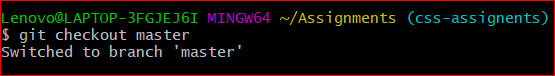 Lenovo@LAPTOP-3FGJEJ6I MINGW64 ~/Assignments (css-assignents)
$ git checkout master
Switched to branch 'master'